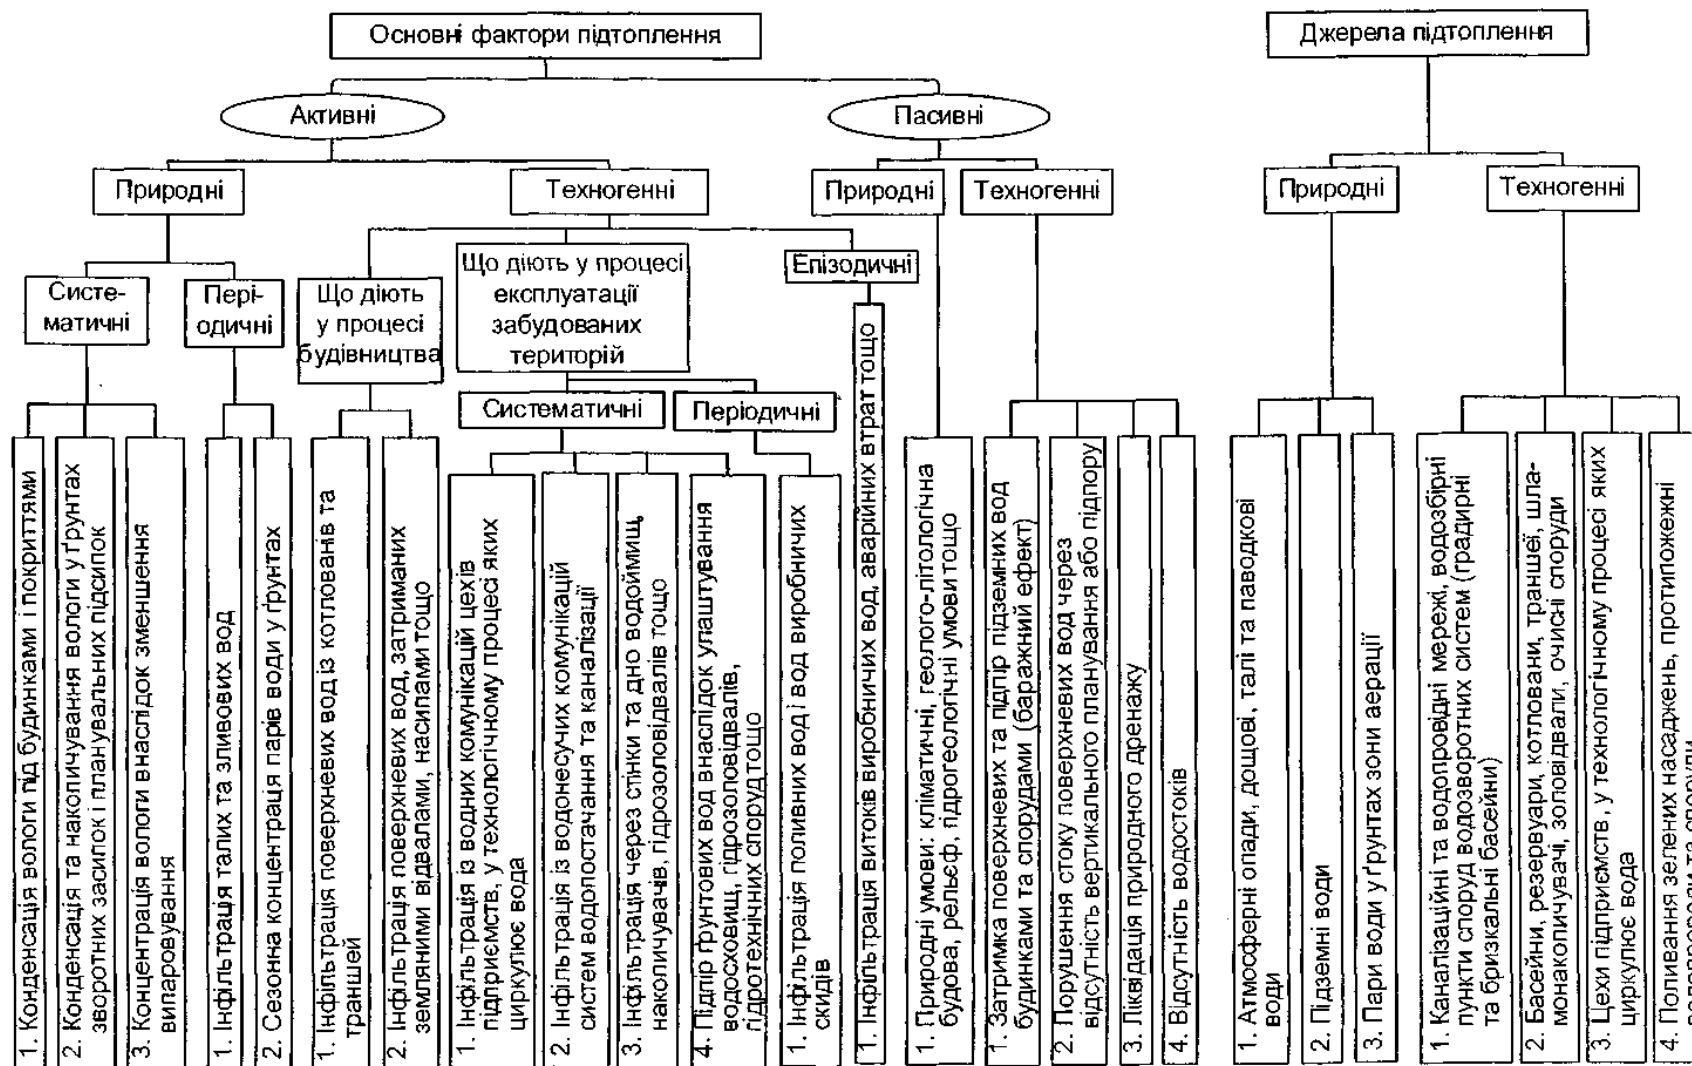 Основні фактори підтоплення
Джерела підтоплення
Активні
Пасивні
Природні
Техногенні
Природні
Техногенні
Природні
Техногенні
Систе-
матичні
Пері-
одичні
Що діють
у процесі
будівництва
Що діють у процесі
експлуатації
забудованих
територій
Епізодичні
Систематичні
Періодичні
1. Конденсація вологи під будинками і покриттями
2. Конденсація та накопичування вологи у ґрунтах
зворотних засипок і планувальних підсипок
3. Концентрація вологи внаслідок зменшення
випаровування
1. Інфільтрація талих та зливових вод
2. Сезонна концентрація парів води у ґрунтах
1. Інфільтрація поверхневих вод із котлованів та
траншей
2. Інфільтрація поверхневих вод, затриманих
земляними відвалами, насипами тощо
1. Інфільтрація із водних комунікацій цехів
підприємств, у технологічному процесі яких
циркулює вода
2. Інфільтрація із водонесучих комунікацій
систем водопостачання та каналізації
3. Інфільтрація через стінки та дно водоймищ,
накопичувачів, гідрозоловідвалів тощо
4. Підпір ґрунтових вод внаслідок улаштування
водосховищ, гідрозоловідвалів,
гідротехнічних споруд тощо
1. Інфільтрація поливних вод і вод виробничих
скидів
1. Інфільтрація витоків виробничих вод, аварійних втрат тощо
1. Природні умови: кліматичні, геолого-літологічна
будова, рельєф, гідрогеологічні умови тощо
1. Затримка поверхневих та підпір підземних вод
будинками та спорудами (баражний ефект)
2. Порушення стоку поверхневих вод через
відсутність вертикального планування або підпору
3. Ліквідація природного дренажу
4. Відсутність водостоків
1. Атмосферні опади, дощові, талі та паводкові
води
2. Підземні води
3. Пари води у ґрунтах зони аерації
1. Каналізаційні та водопровідні мережі, водозбірні
пункти споруд водозворотних систем (градирні
та бризкальні басейни)
2. Басейни, резервуари, котловани, траншеї, шла-
монакопичувачі, золовідвали, очисні споруди
3. Цехи підприємств, у технологічному процесі яких
циркулює вода
4. Поливання зелених насаджень, протипожежні